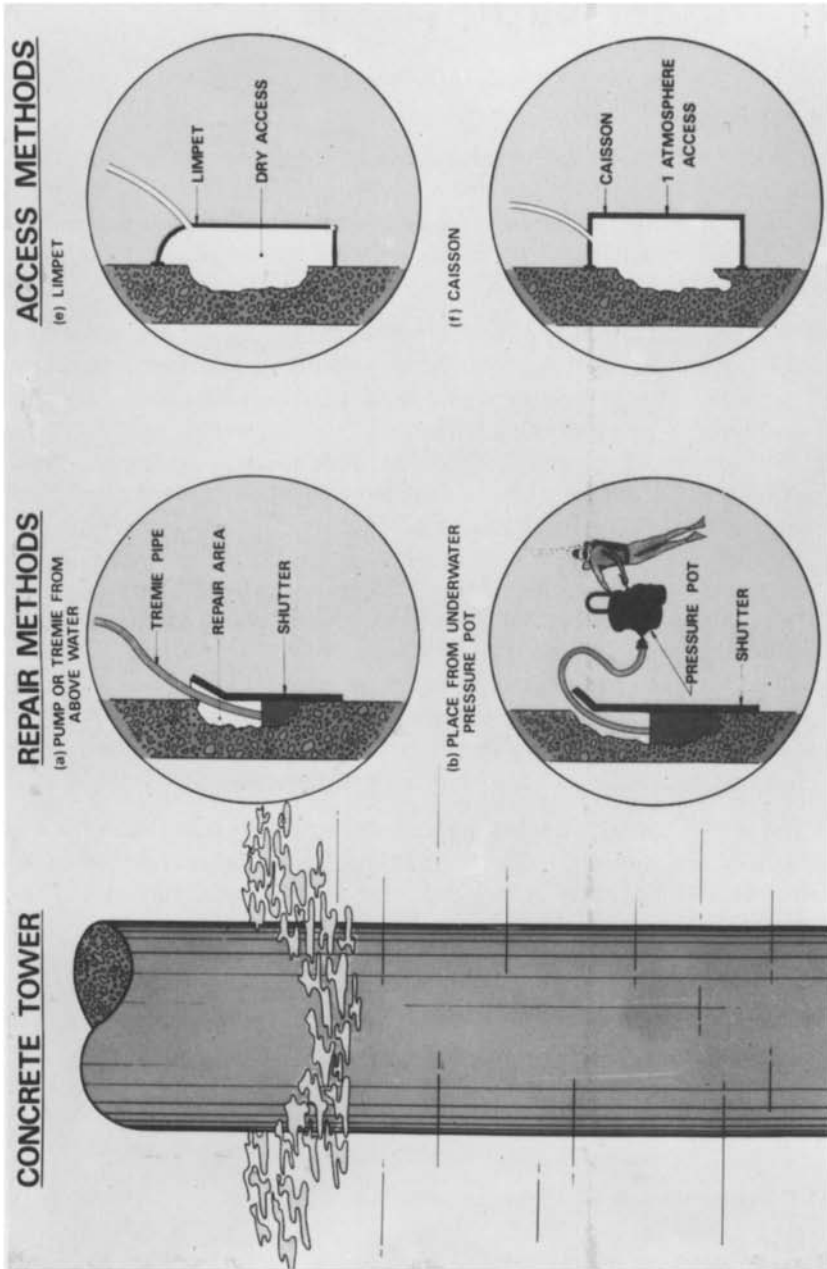 CONCRETE TOWER
REPAIR METHODS
(a) PUMP OR TREMIE FROM
ABOVE WATER
TREMIE PIPE
REPAIR AREA
SHUTTER
(b) PLACE FROM UNDERWATER
PRESSURE POT
PRESSURE POT
SHUTTER
ACCESS METHODS
(e) LIMPET
LIMPET
DRY ACCESS
(f) CAISSON
CAISSON
1 ATMOSPHERE
ACCESS